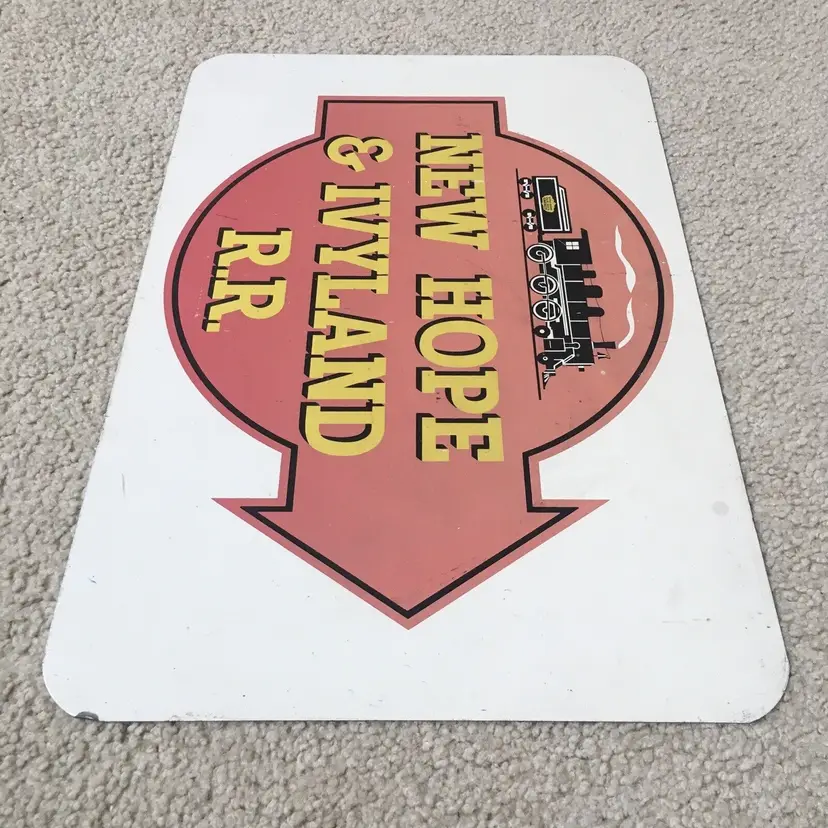 NEW HOPE
& IVYLAND
R.R.